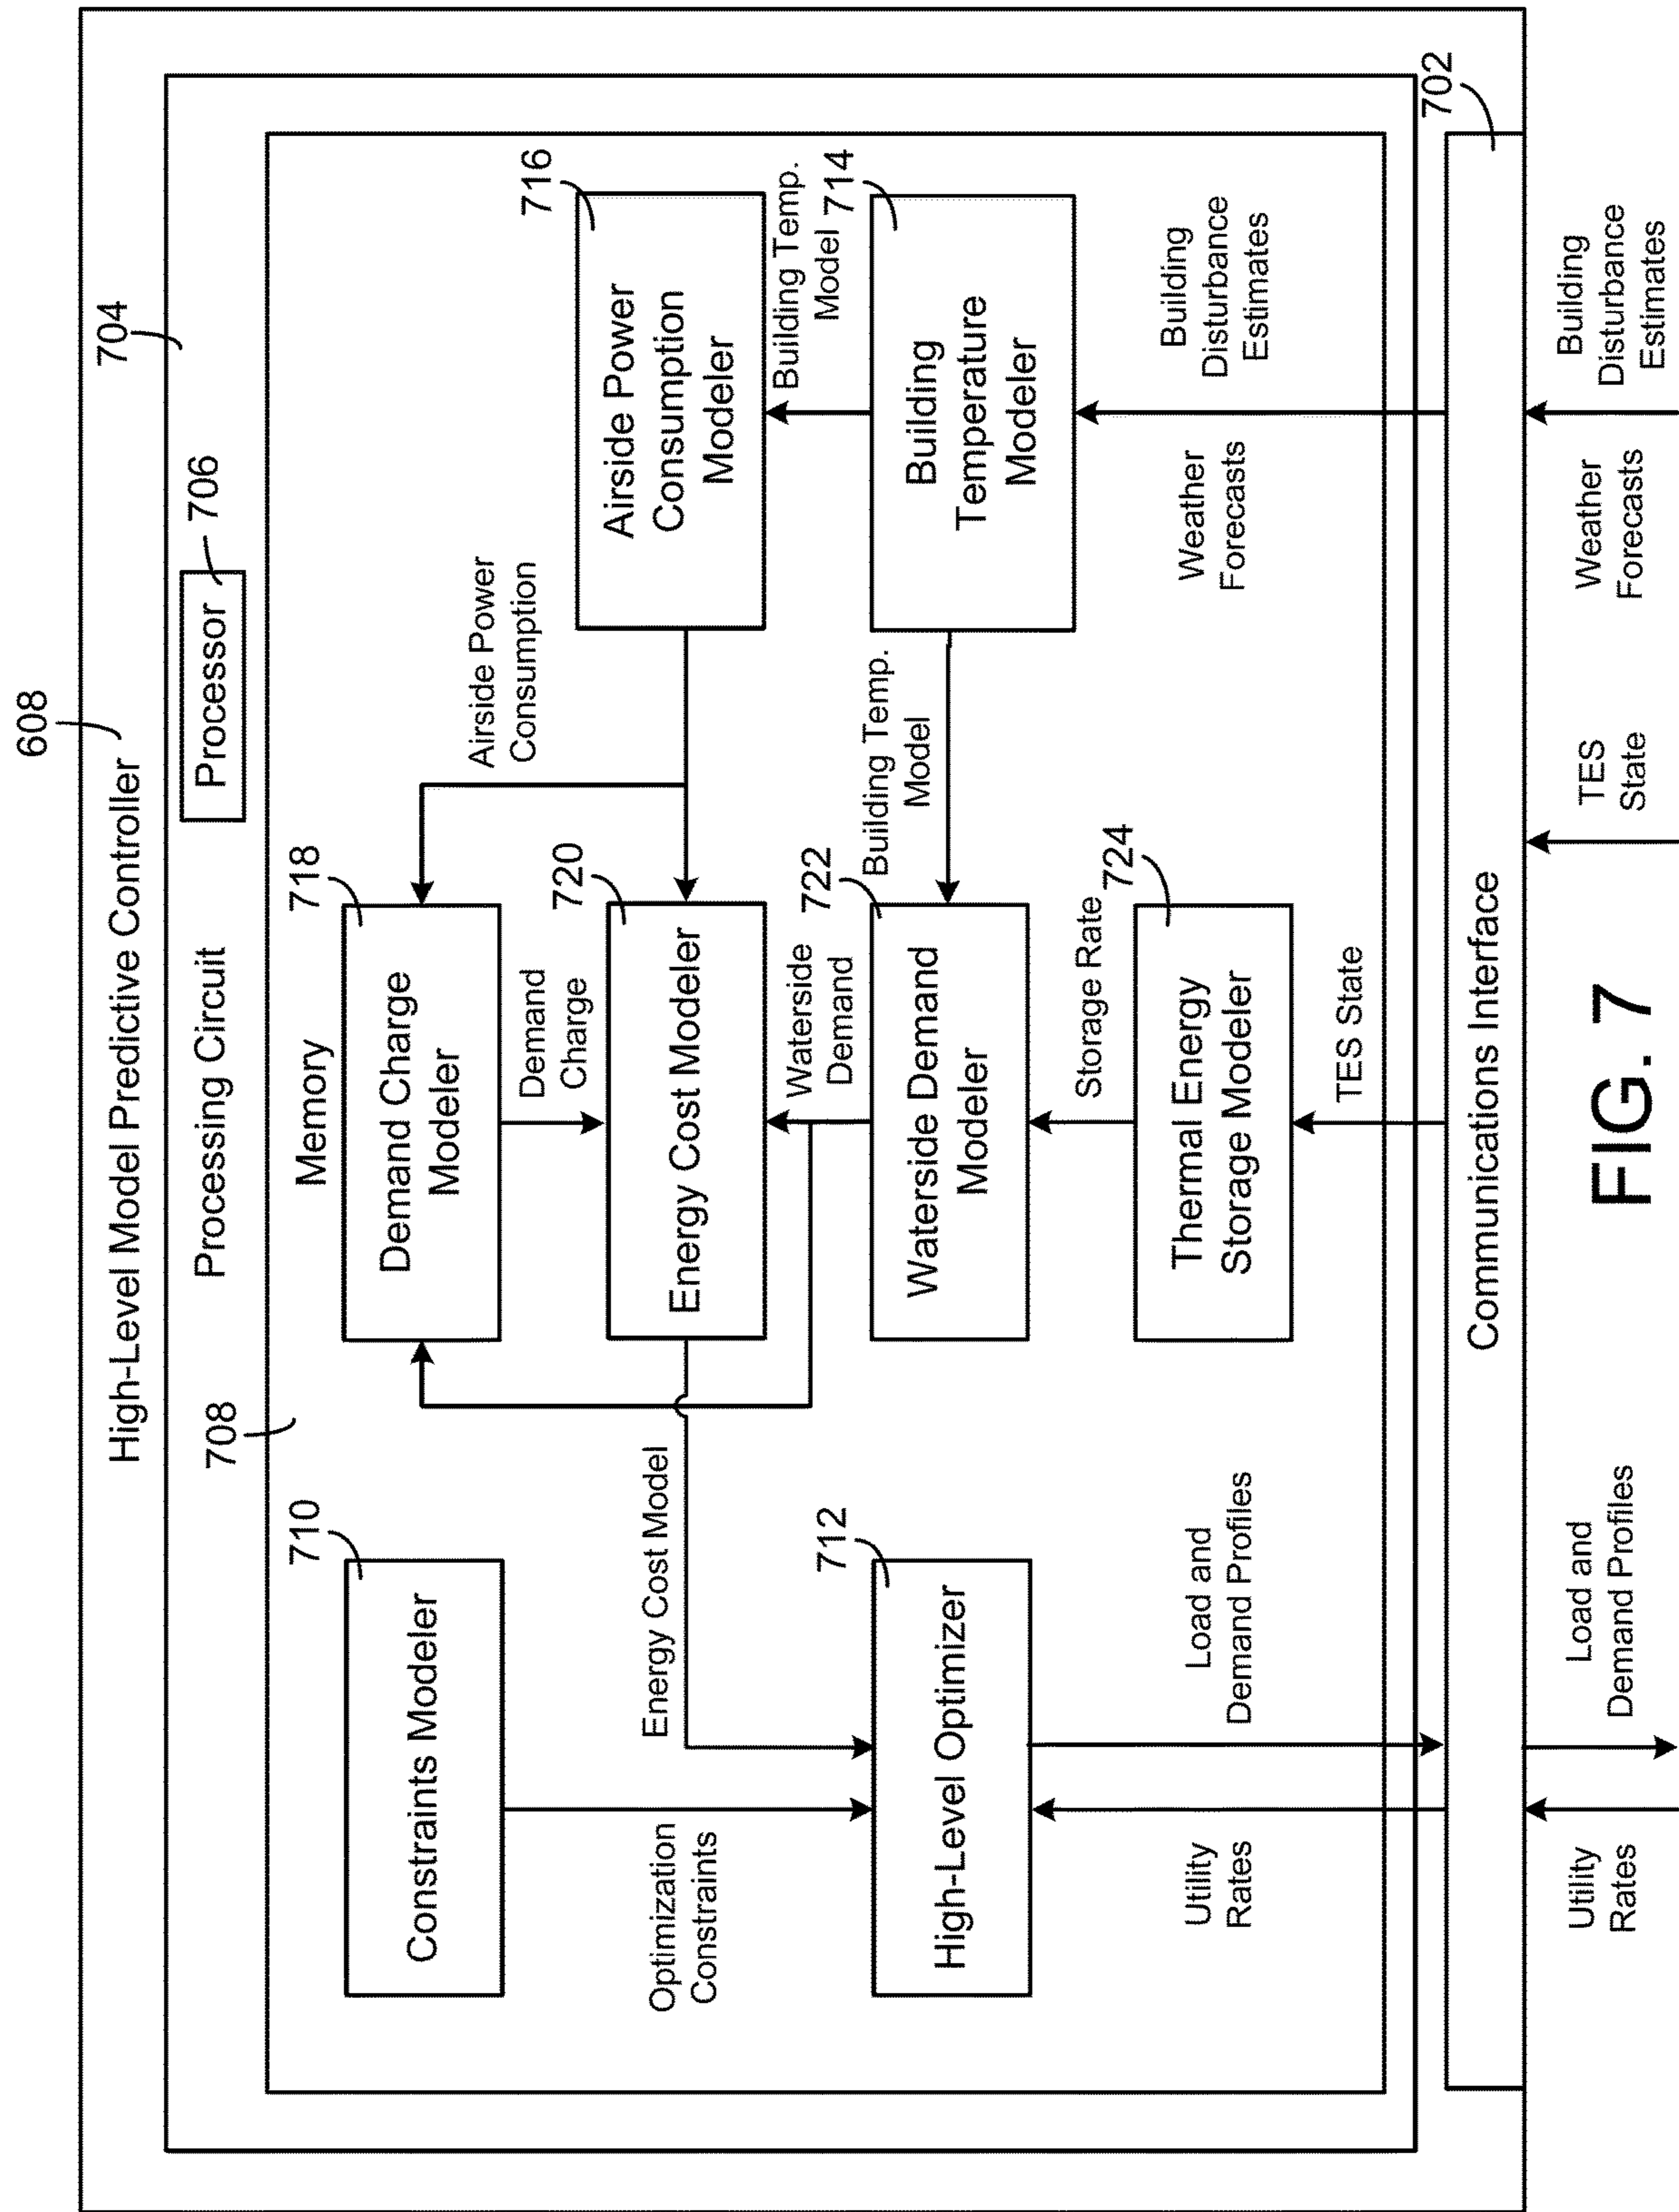 608
High-Level Model Predictive Controller
704
Processing Circuit
Processor
706
708
Memory
710
Constraints Modeler
718
Demand Charge
Modeler
Airside Power
Consumption
716
Airside Power
Consumption
Modeler
Optimization
Constraints
Energy Cost Model
Demand
Charge
720
Energy Cost Modeler
Building Temp.
Model
714
Building
Temperature
Modeler
712
High-Level Optimizer
Waterside
Demand
722
Waterside Demand
Modeler
Building Temp.
Model
Storage Rate
724
Thermal Energy
Storage Modeler
Utility
Rates
Load and
Demand Profiles
TES State
Weather
Forecasts
Building
Disturbance
Estimates
Communications Interface
702
Utility
Rates
Load and
Demand Profiles
TES
State
Weather
Forecasts
Building
Disturbance
Estimates
FIG. 7